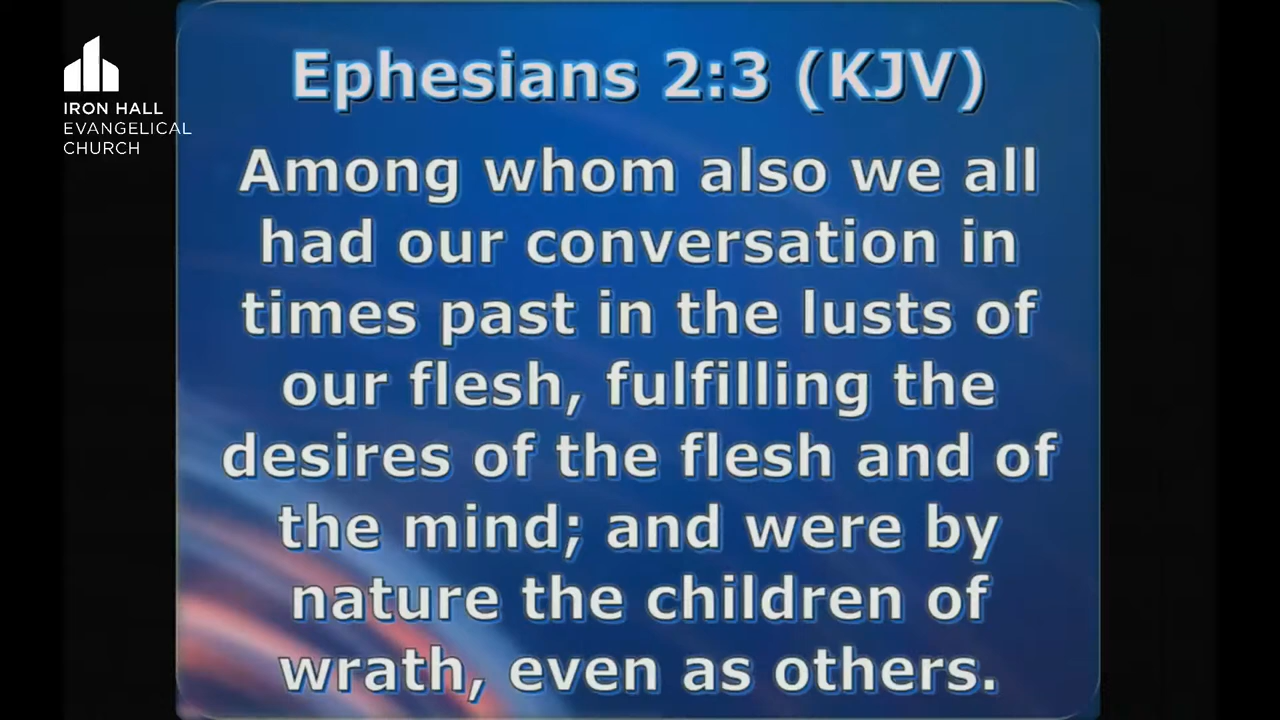 IRON HALL
EVANGELICAL
CHURCH
Ephesians 2:3 (KJV)
Among whom also we all
had our conversation in
times past in the lusts of
our flesh, fulfilling the
desires of the flesh and of
the mind; and were by
nature the children of
wrath, even as others.